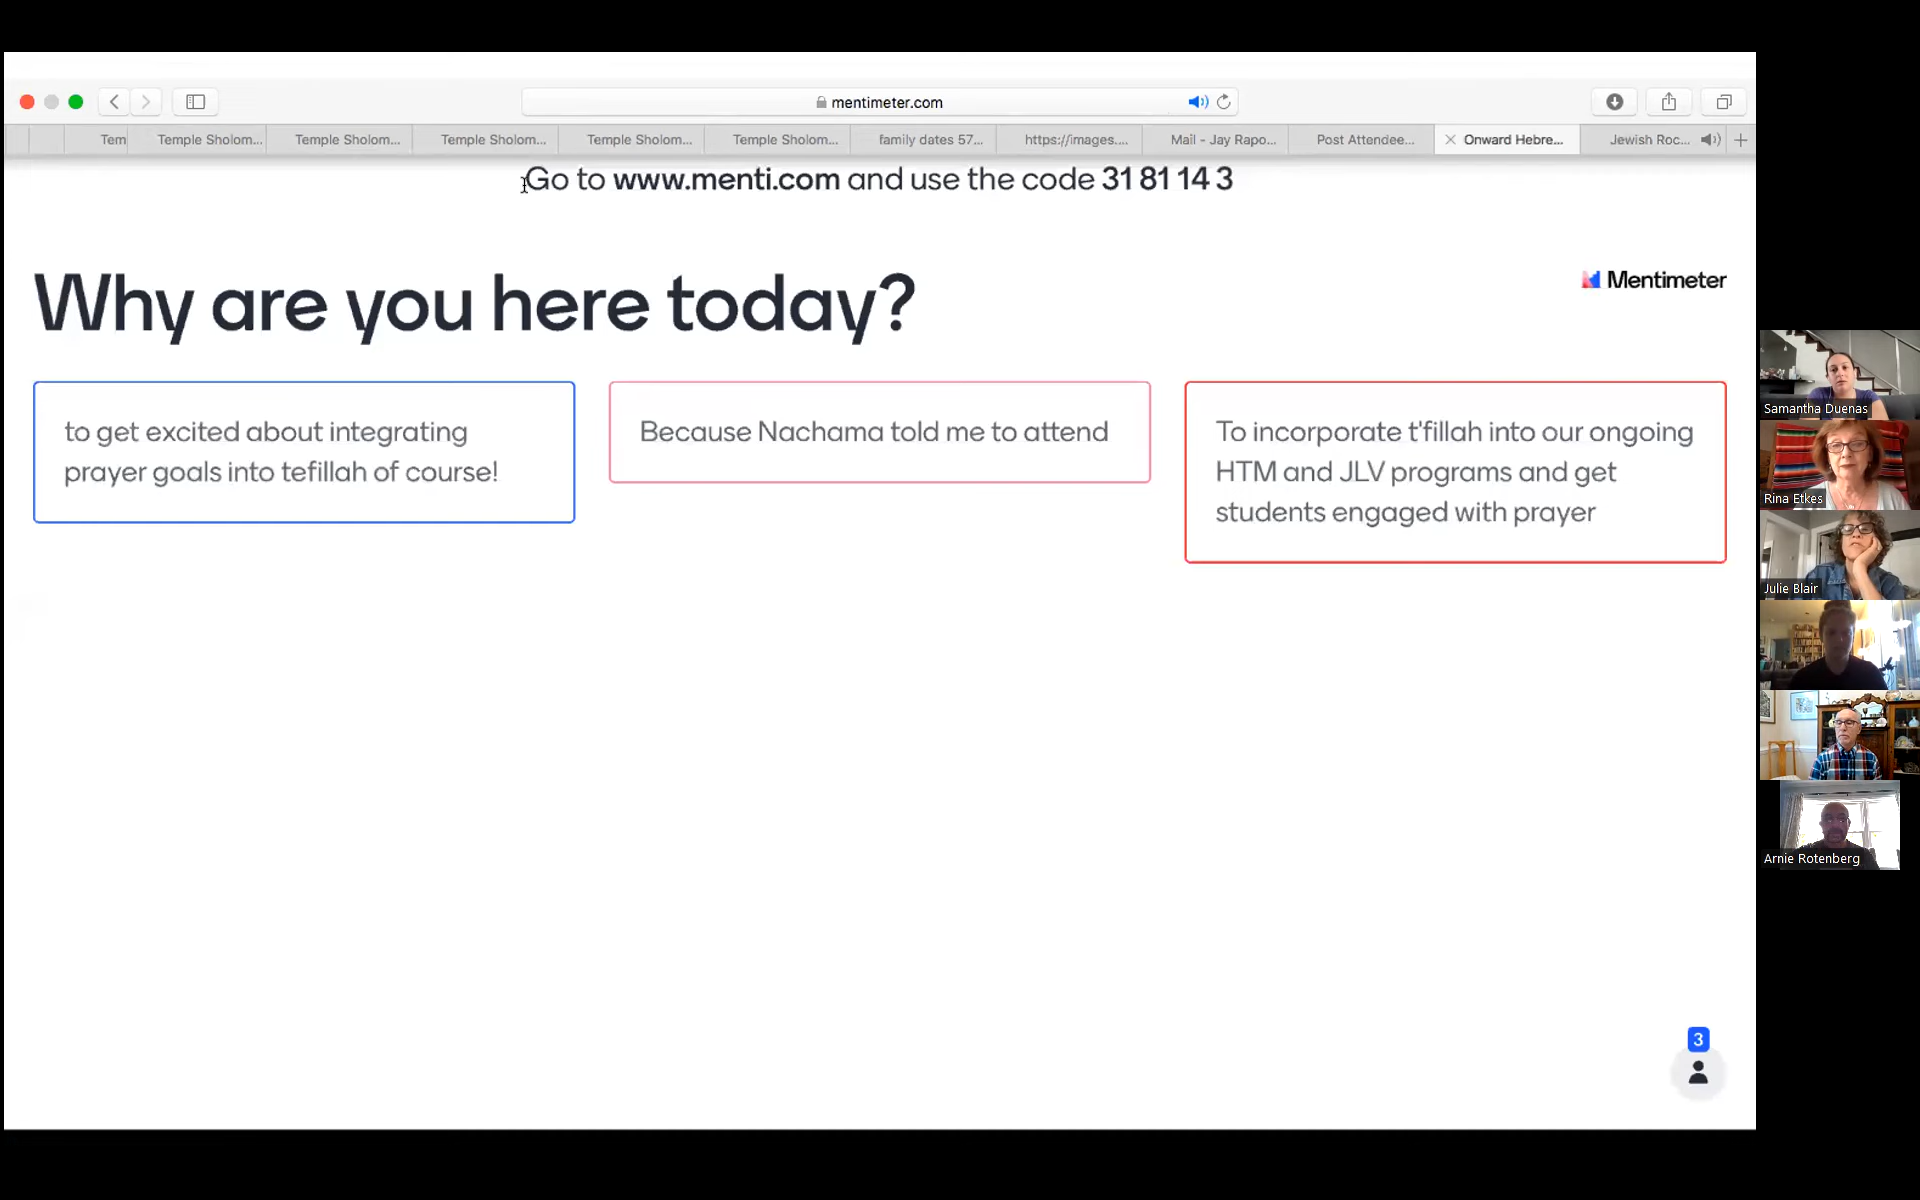 mentimeter.com
Tem
Temple Sholom...
Temple Sholom...
Temple Sholom...
Temple Sholom...
Temple Sholom...
family dates 57...
https://images....
Mail - Jay Rapo...
Post Attendee...
Onward Hebre...
Jewish Roc...
Go to www.menti.com and use the code 31 81 14 3
Why are you here today?
Mentimeter
to get excited about integrating
prayer goals into tefillah of course!
Because Nachama told me to attend
To incorporate t'fillah into our ongoing
HTM and JLV programs and get
students engaged with prayer
3
Samantha Duenas
Rina Etkes
Julie Blair
Arnie Rotenberg